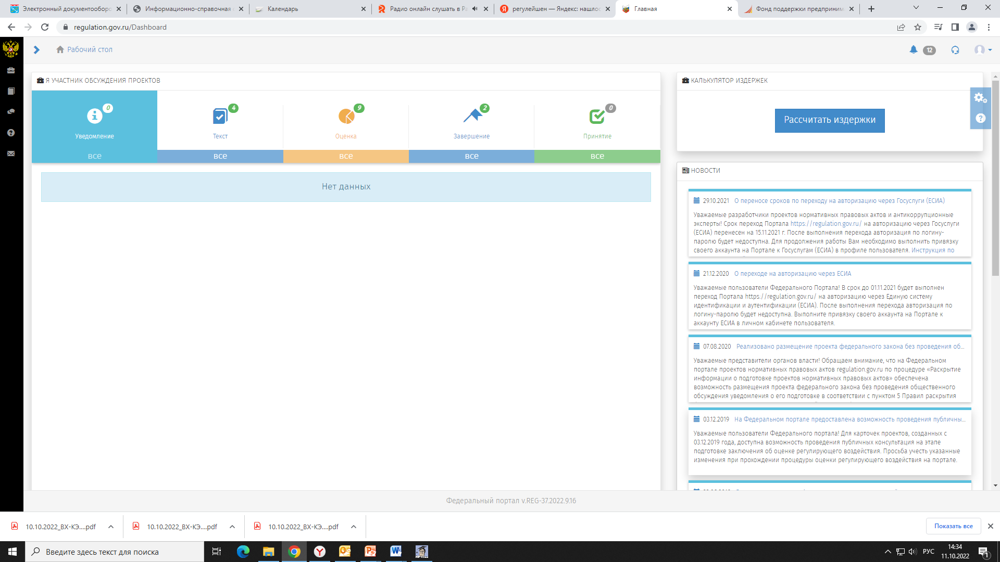 Электронный документооборо
Информационно-справочная
Календарь
Радио онлайн слушать в Ра
регулейшен — Яндекс: нашлос
Главная
Фонд поддержки предприним
regulation.gov.ru/Dashboard
Рабочий стол
12
Я УЧАСТНИК ОБСУЖДЕНИЯ ПРОЕКТОВ
0
4
9
2
0
Уведомление
Текст
Оценка
Завершение
Принятие
все
все
все
все
все
Нет данных
КАЛЬКУЛЯТОР ИЗДЕРЖЕК
Рассчитать издержки
НОВОСТИ
29.10.2021 О переносе сроков по переходу на авторизацию через Госуслуги (ЕСИА)
Уважаемые разработчики проектов нормативных правовых актов и антикоррупционные
эксперты! Срок переход Портала https://regulation.gov.ru/ на авторизацию через Госуслуги
(ЕСИА) перенесен на 15.11.2021 г. После выполнения перехода авторизация по логину-
паролю будет недоступна. Для продолжения работы Вам необходимо выполнить привязку
своего аккаунта на Портале к Госуслугам (ЕСИА) в профиле пользователя. Инструкция по
21.12.2020 О переходе на авторизацию через ЕСИА
Уважаемые пользователи Федерального Портала! В срок до 01.11.2021 будет выполнен
переход Портала https://regulation.gov.ru/ на авторизацию через Единую систему
идентификации и аутентификации (ЕСИА). После выполнения перехода авторизация по
логину-паролю будет недоступна. Выполните привязку своего аккаунта на Портале к
аккаунту ЕСИА в личном кабинете пользователя.
07.08.2020 Реализовано размещение проекта федерального закона без проведения об...
Уважаемые представители органов власти! Обращаем внимание, что на Федеральном
портале проектов нормативных правовых актов regulation.gov.ru по процедуре «Раскрытие
информации о подготовке проектов нормативных правовых актов» обеспечена
возможность размещения проекта федерального закона без проведения общественного
обсуждения уведомления о его подготовке в соответствии с пунктом 5 Правил раскрытия
03.12.2019 На Федеральном портале предоставлена возможность проведения публичны...
Уважаемые пользователи Федерального портала! Для карточек проектов, созданных с
03.12.2019 года, доступна возможность проведения публичных консультация на этапе
подготовке заключения об оценке регулирующего воздействия. Просьба учесть указанные
изменения при прохождении процедуры оценки регулирующего воздействия на портале.
Федеральный портал v.REG-37.2022.9.16
10.10.2022_ВХ-КЭ....pdf
10.10.2022_ВХ-КЭ....pdf
10.10.2022_ВХ-КЭ....pdf
Показать все
Введите здесь текст для поиска
РУС
14:34
11.10.2022
1